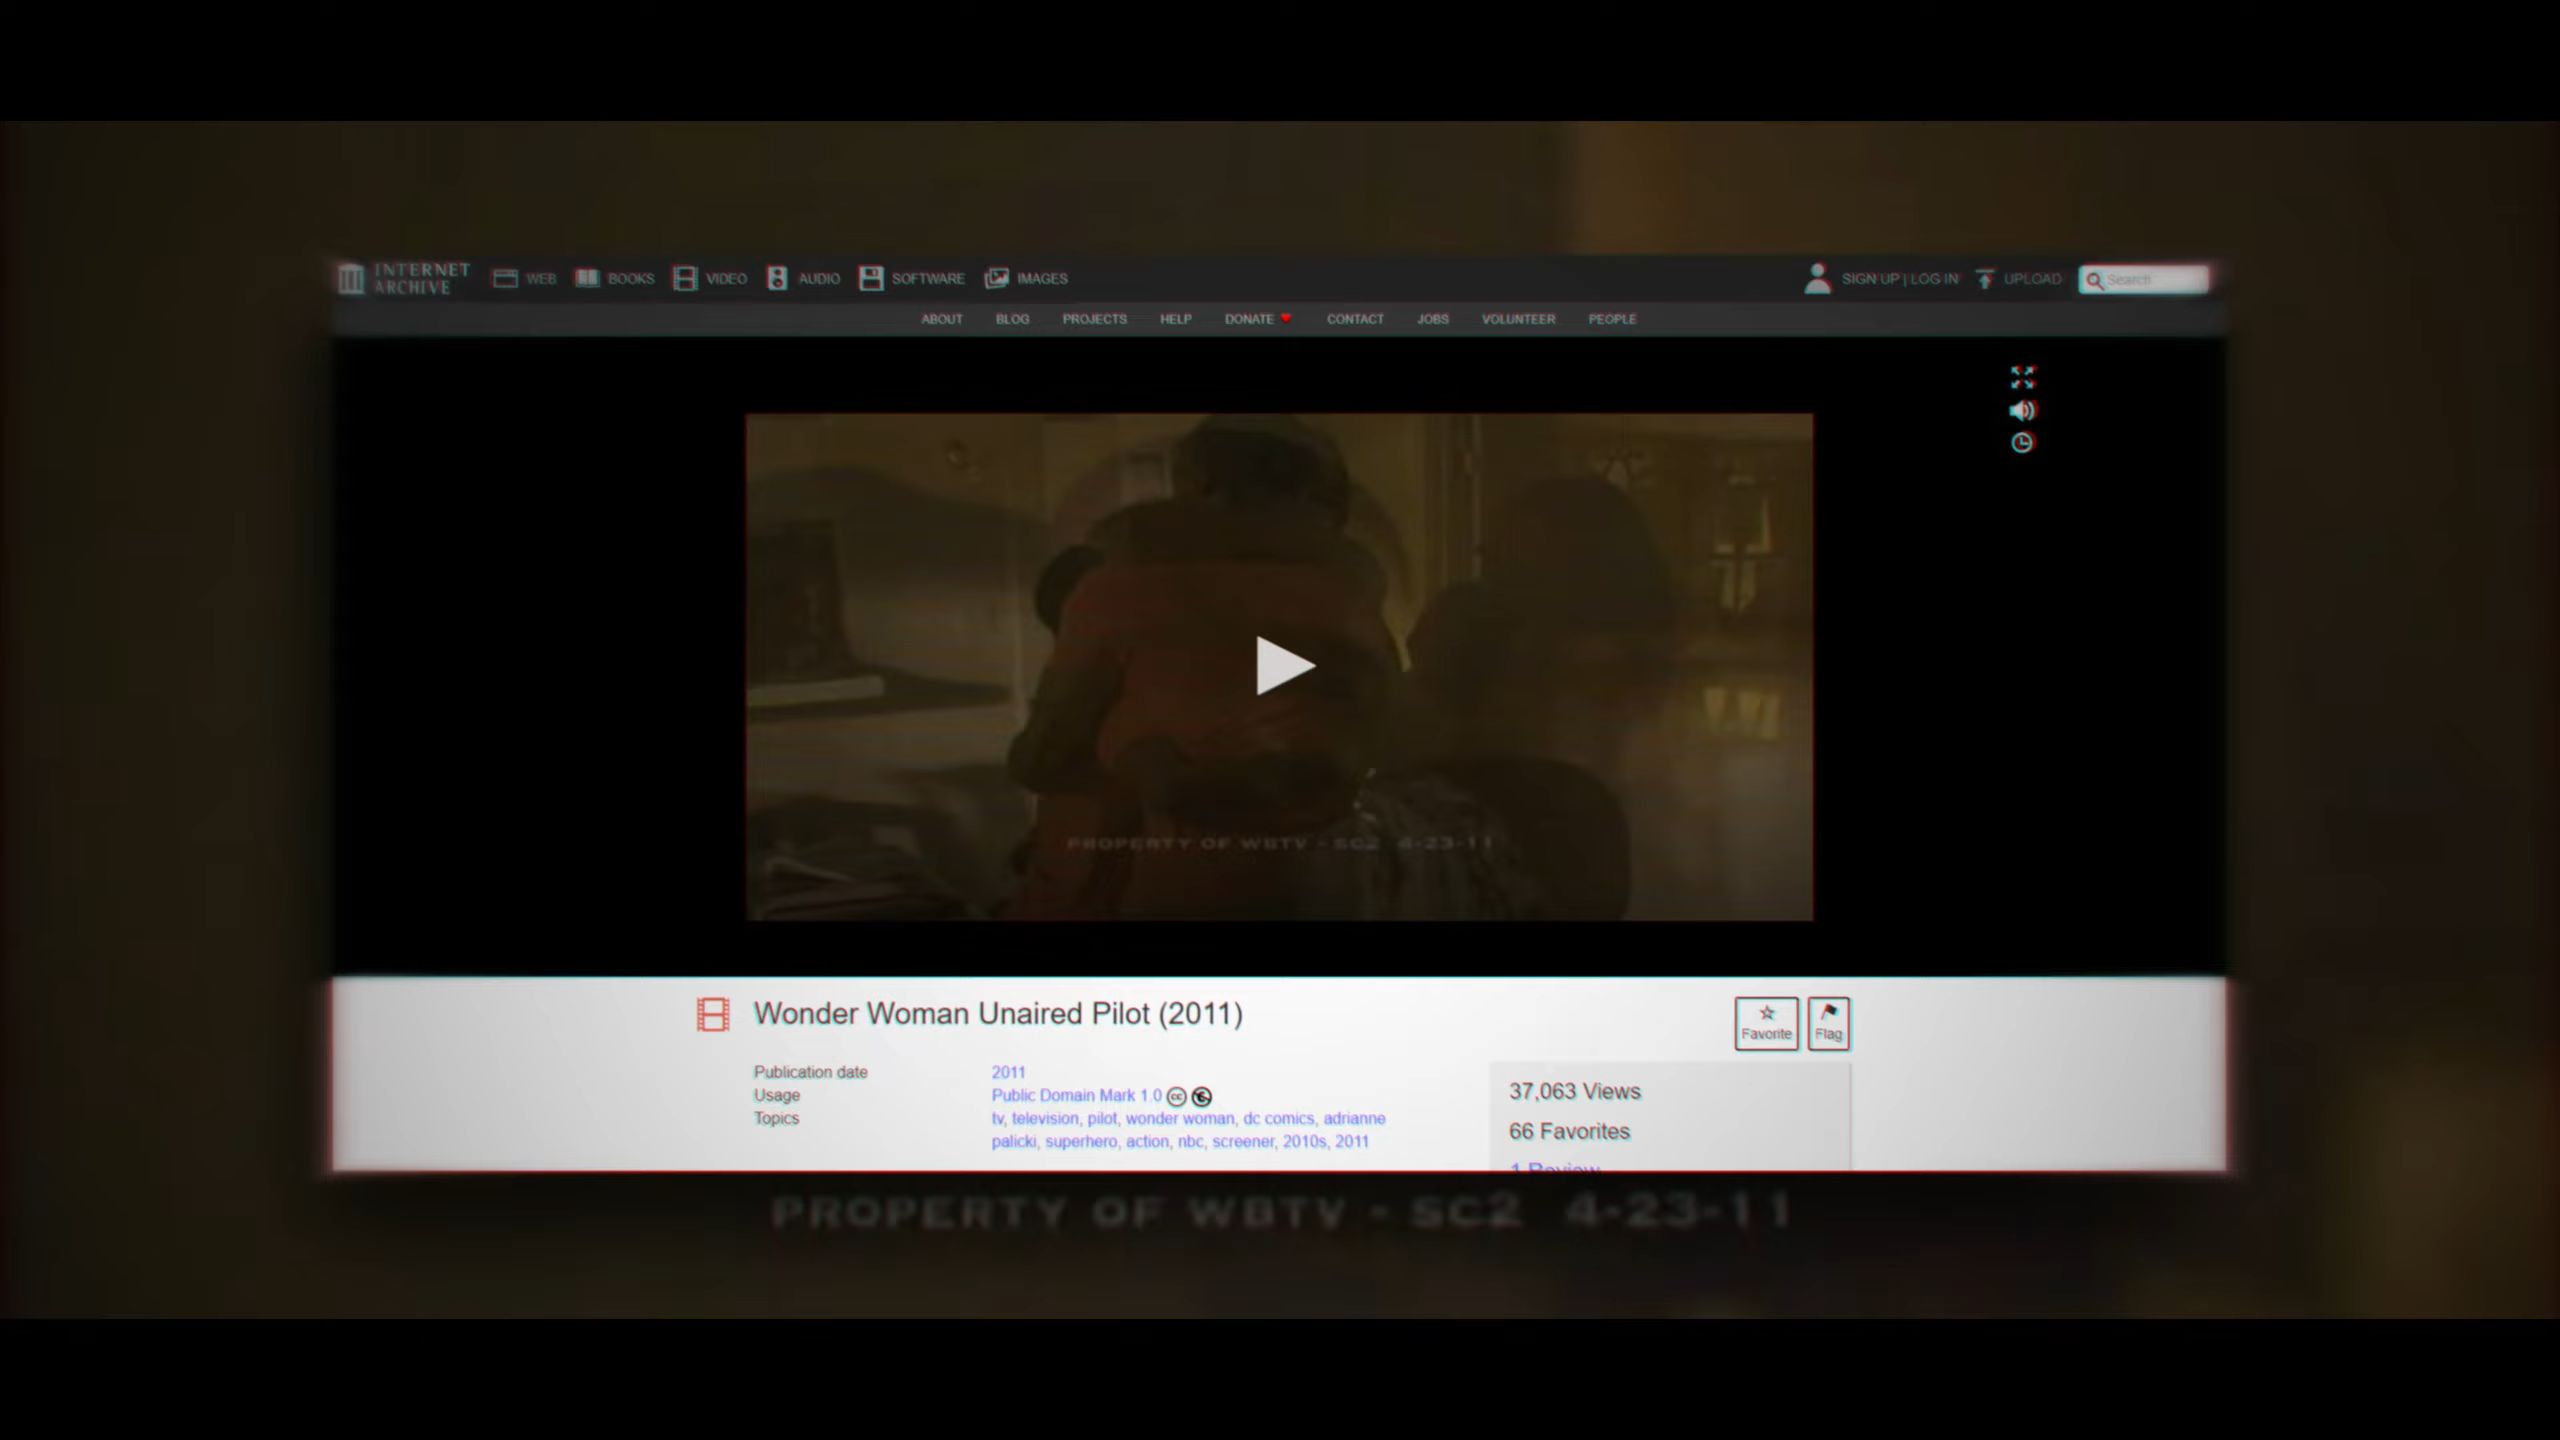 INTERNET ARCHIVE
WEB BOOKS VIDEO AUDIO SOFTWARE IMAGES SIGN UP | LOG IN UPLOAD Search
ABOUT BLOG PROJECTS HELP DONATE CONTACT JOBS VOLUNTEER PEOPLE
PROPERTY OF WBTV - SC2 4-23-11
Wonder Woman Unaired Pilot (2011)
Favorite Flag
Publication date 2011
Usage Public Domain Mark 1.0
Topics tv, television, pilot, wonder woman, dc comics, adrianne
palicki, superhero, action, nbc, screener, 2010s, 2011
37,063 Views
66 Favorites
1 Review
PROPERTY OF WBTV - SC2 4-23-11